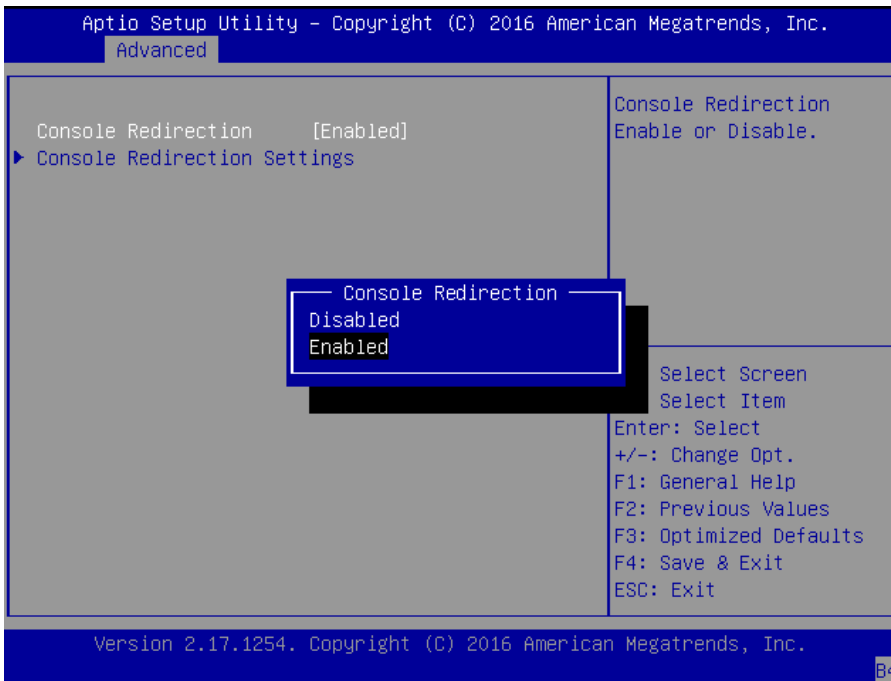 Aptio Setup Utility – Copyright (C) 2016 American Megatrends, Inc.
Advanced
Console Redirection [Enabled]
Console Redirection Settings
Console Redirection
Enable or Disable.
Console Redirection
Disabled
Enabled
Select Screen
Select Item
Enter: Select
+/-: Change Opt.
F1: General Help
F2: Previous Values
F3: Optimized Defaults
F4: Save & Exit
ESC: Exit
Version 2.17.1254. Copyright (C) 2016 American Megatrends, Inc.